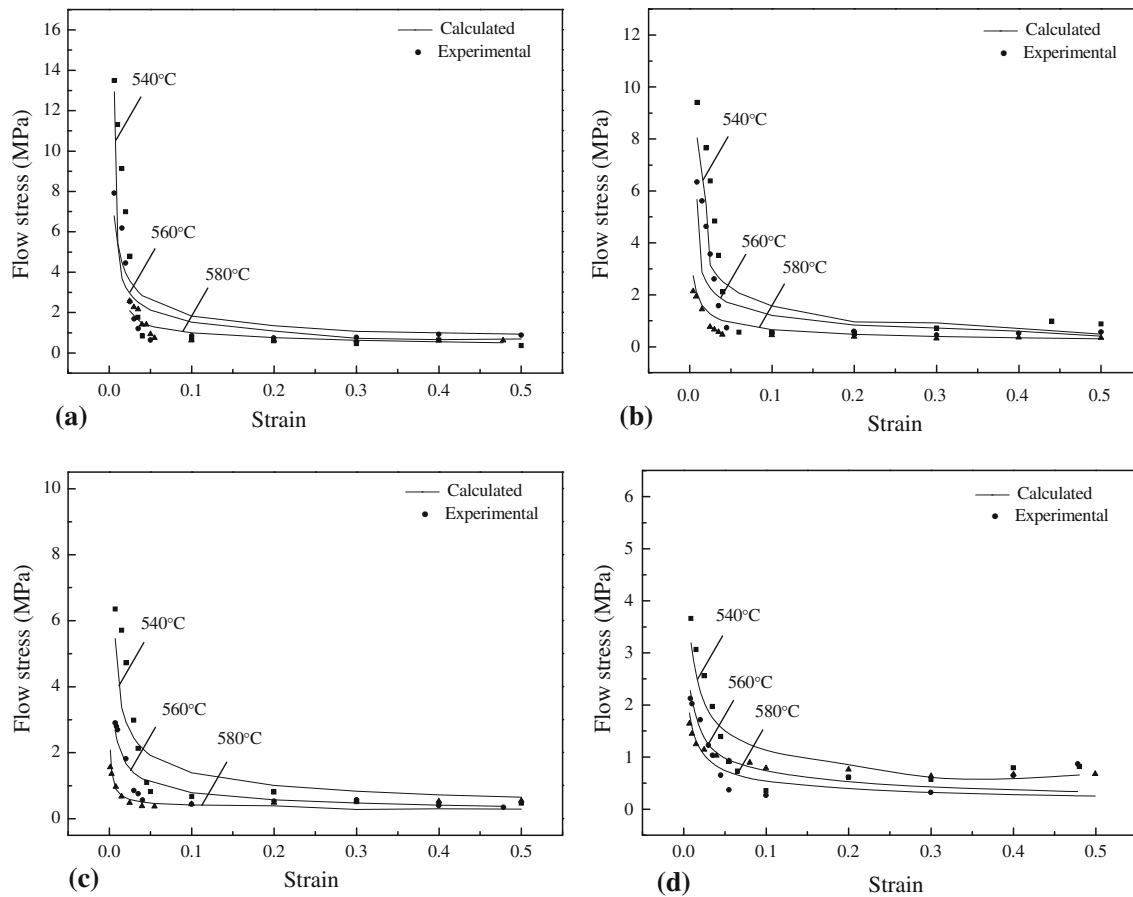 16
14
12
10
8
6
4
2
0
Flow stress (MPa)
Calculated
Experimental
540°C
560°C
580°C
0.0 0.1 0.2 0.3 0.4 0.5
(a)
Strain
12
10
8
6
4
2
0
Flow stress (MPa)
Calculated
Experimental
540°C
560°C
580°C
0.0 0.1 0.2 0.3 0.4 0.5
(b)
Strain
10
8
6
4
2
0
Flow stress (MPa)
Calculated
Experimental
540°C
560°C
580°C
0.0 0.1 0.2 0.3 0.4 0.5
(c)
Strain
6
5
4
3
2
1
0
Flow stress (MPa)
Calculated
Experimental
540°C
560°C
580°C
0.0 0.1 0.2 0.3 0.4 0.5
(d)
Strain